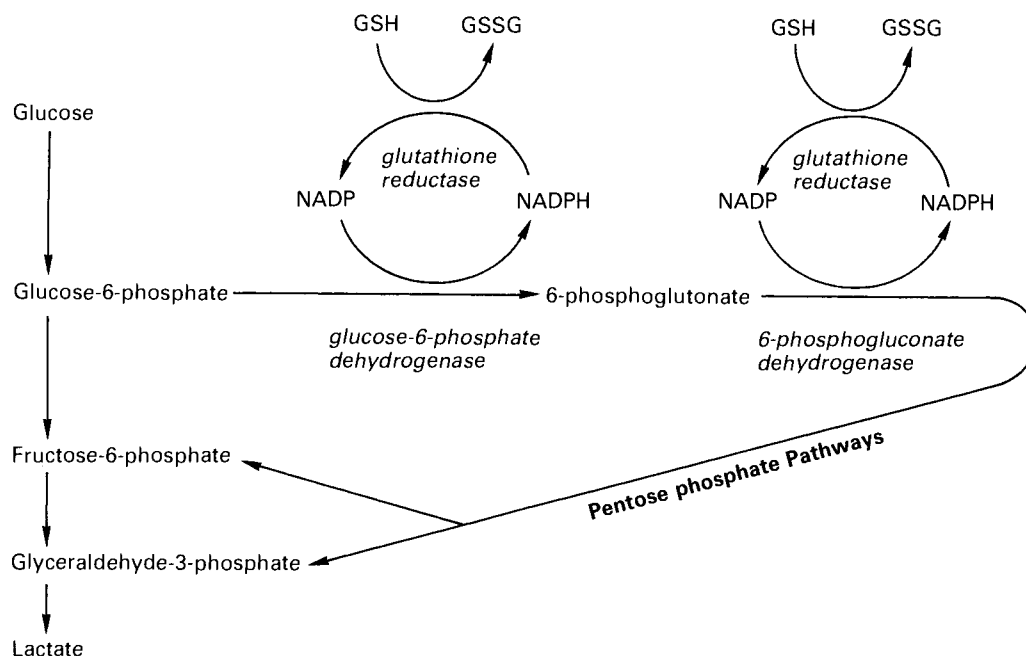 GSH GSSG GSH GSSG
Glucose
glutathione
reductase
glutathione
reductase
NADP NADPH NADP NADPH
Glucose-6-phosphate 6-phosphoglutonate
glucose-6-phosphate
dehydrogenase
6-phosphogluconate
dehydrogenase
Fructose-6-phosphate
Pentose phosphate Pathways
Glyceraldehyde-3-phosphate
Lactate